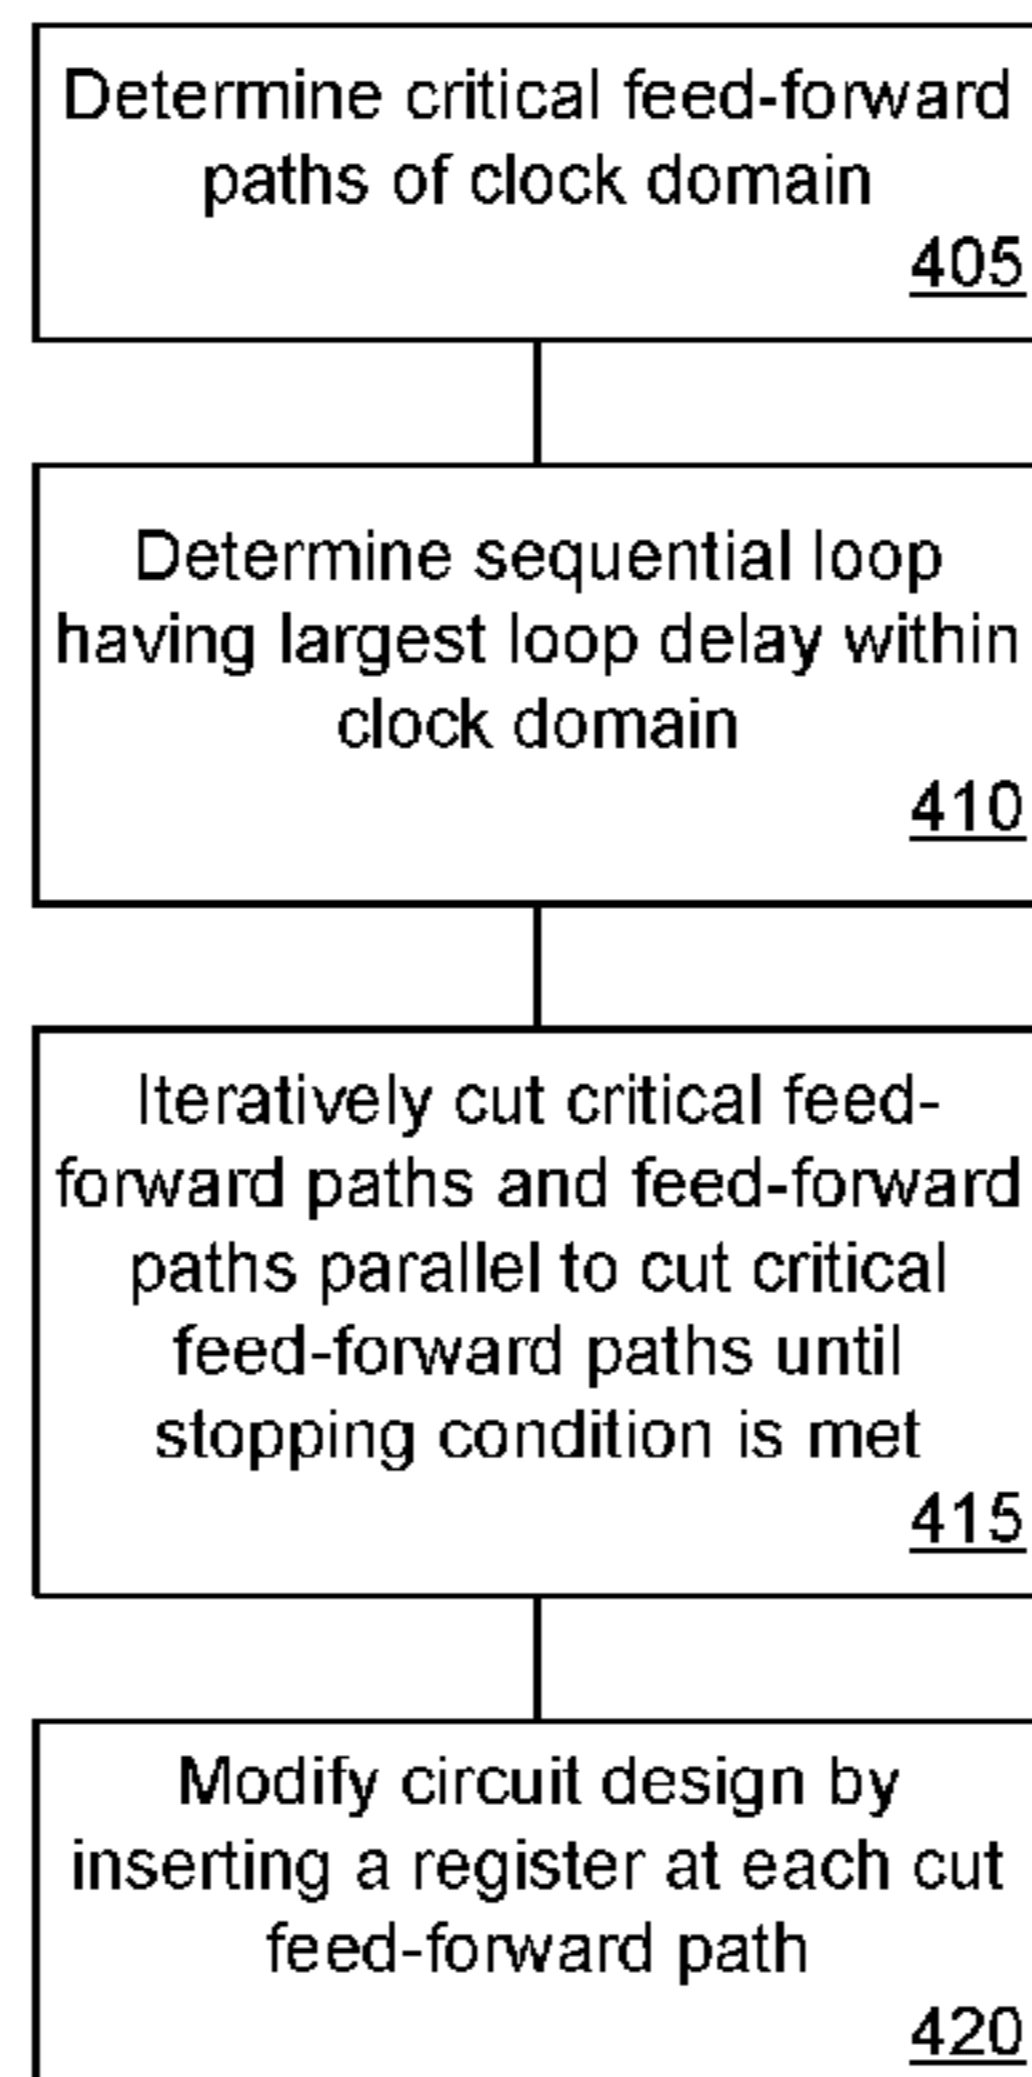 Determine critical feed-forward
paths of clock domain
405
Determine sequential loop
having largest loop delay within
clock domain
410
Iteratively cut critical feed-
forward paths and feed-forward
paths parallel to cut critical
feed-forward paths until
stopping condition is met
415
Modify circuit design by
inserting a register at each cut
feed-forward path
420